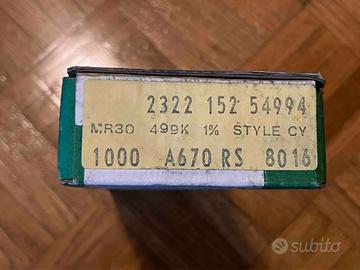 2322 152 54994
MR30 499K 1% STYLE CY
1000 A670 RS 8016
subito